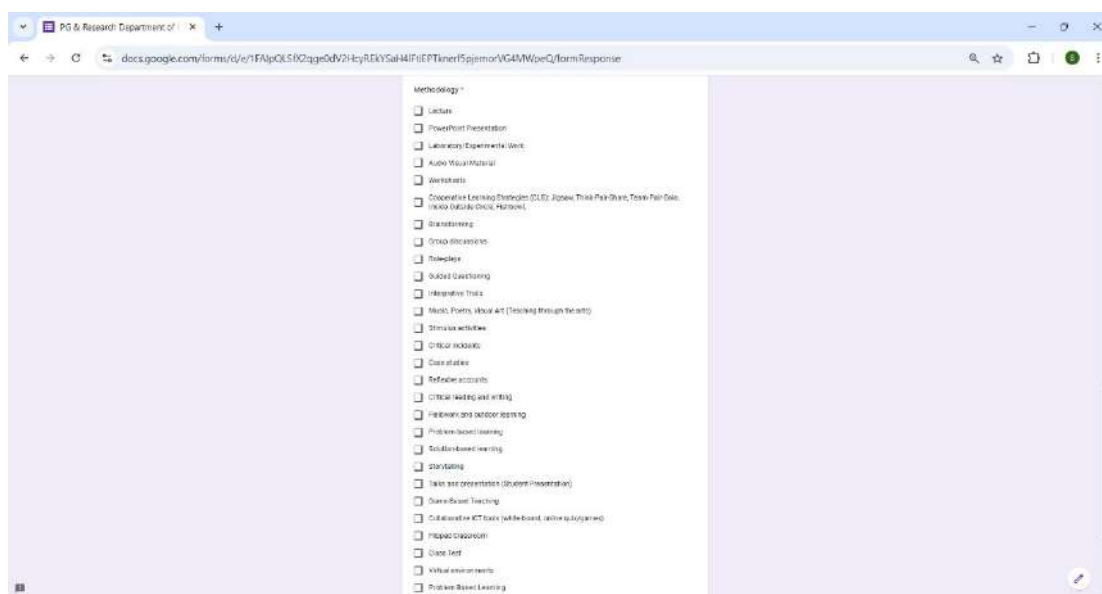 PG & Research Department of
docs.google.com/forms/d/e/
/formResponse
Methodology *
Lecture
PowerPoint Presentation
Laboratory/Experimental Work
Audio Visual Material
Worksheets
Cooperative Learning Strategies (CLS): Jigsaw, Think-Pair-Share, Team-Pair-Solo,
Inside Outside Circle, Fishbowl,
Brainstorming
Group discussions
Role-plays
Guided Questioning
Integrative Trails
Music, Poetry, Visual Art (Teaching through the arts)
Stimulus activities
Critical incidents
Case studies
Reflexive accounts
Critical reading and writing
Fieldwork and outdoor learning
Problem-based learning
Solution-based learning
Storytelling
Talks and presentation (Student Presentation)
Game-Based Teaching
Collaborative ICT tools (white-board, online quiz/games)
Flipped Classroom
Class Test
Virtual environments
Problem Based Learning